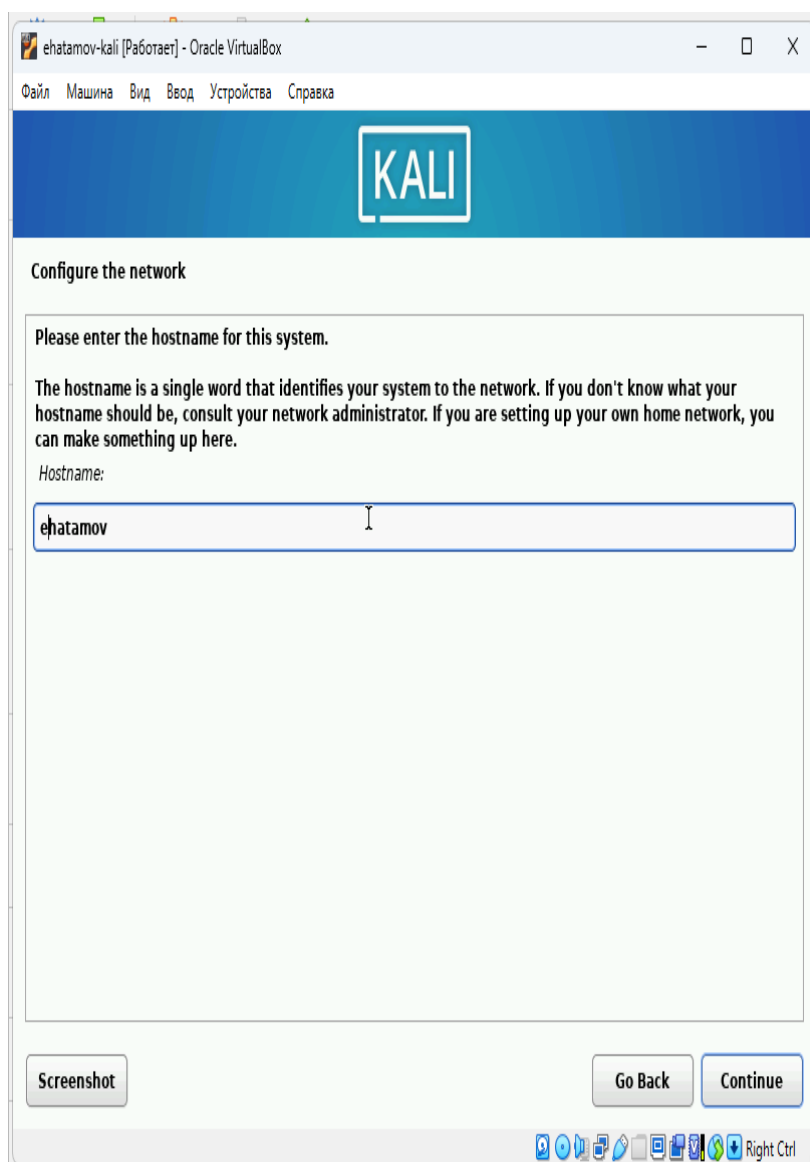 ehatamov-kali [Работает] - Oracle VirtualBox
Файл Машина Вид Ввод Устройства Справка
KALI
Configure the network
Please enter the hostname for this system.
The hostname is a single word that identifies your system to the network. If you don't know what your
hostname should be, consult your network administrator. If you are setting up your own home network, you
can make something up here.
Hostname:
ehatamov
Screenshot Go Back Continue
Right Ctrl